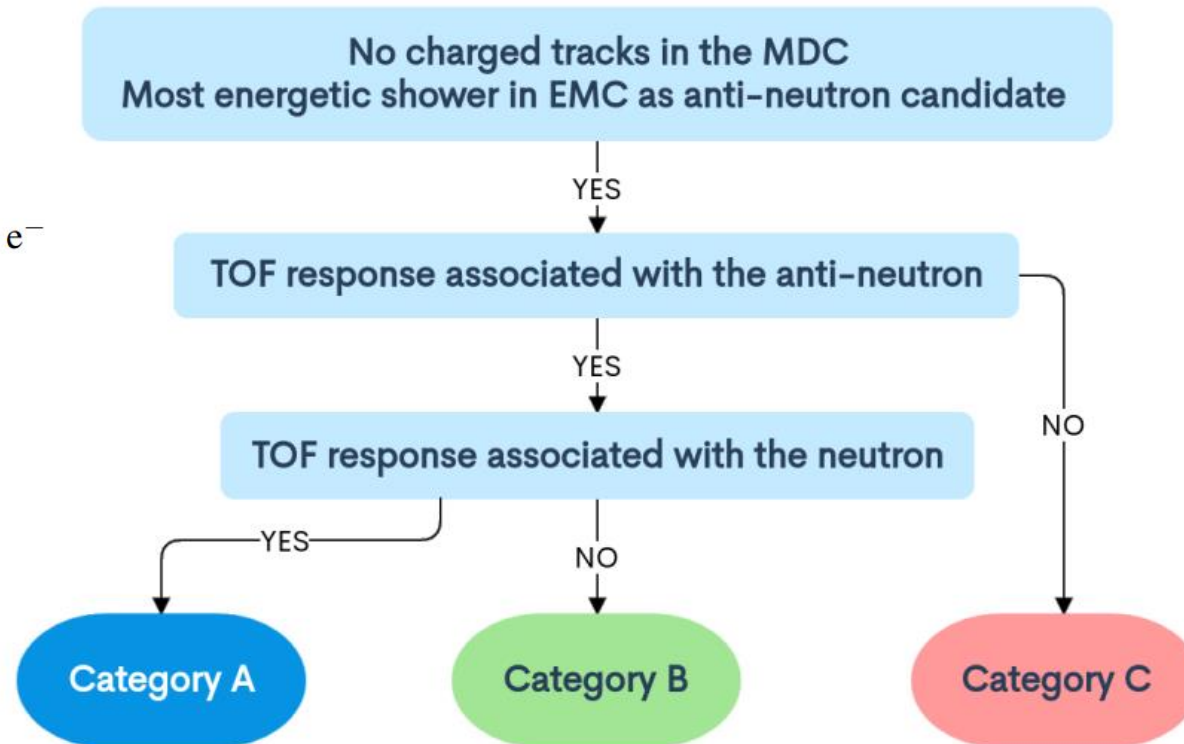 No charged tracks in the MDC
Most energetic shower in EMC as anti-neutron candidate
YES
e⁻
TOF response associated with the anti-neutron
YES
NO
TOF response associated with the neutron
YES
NO
Category A
Category B
Category C